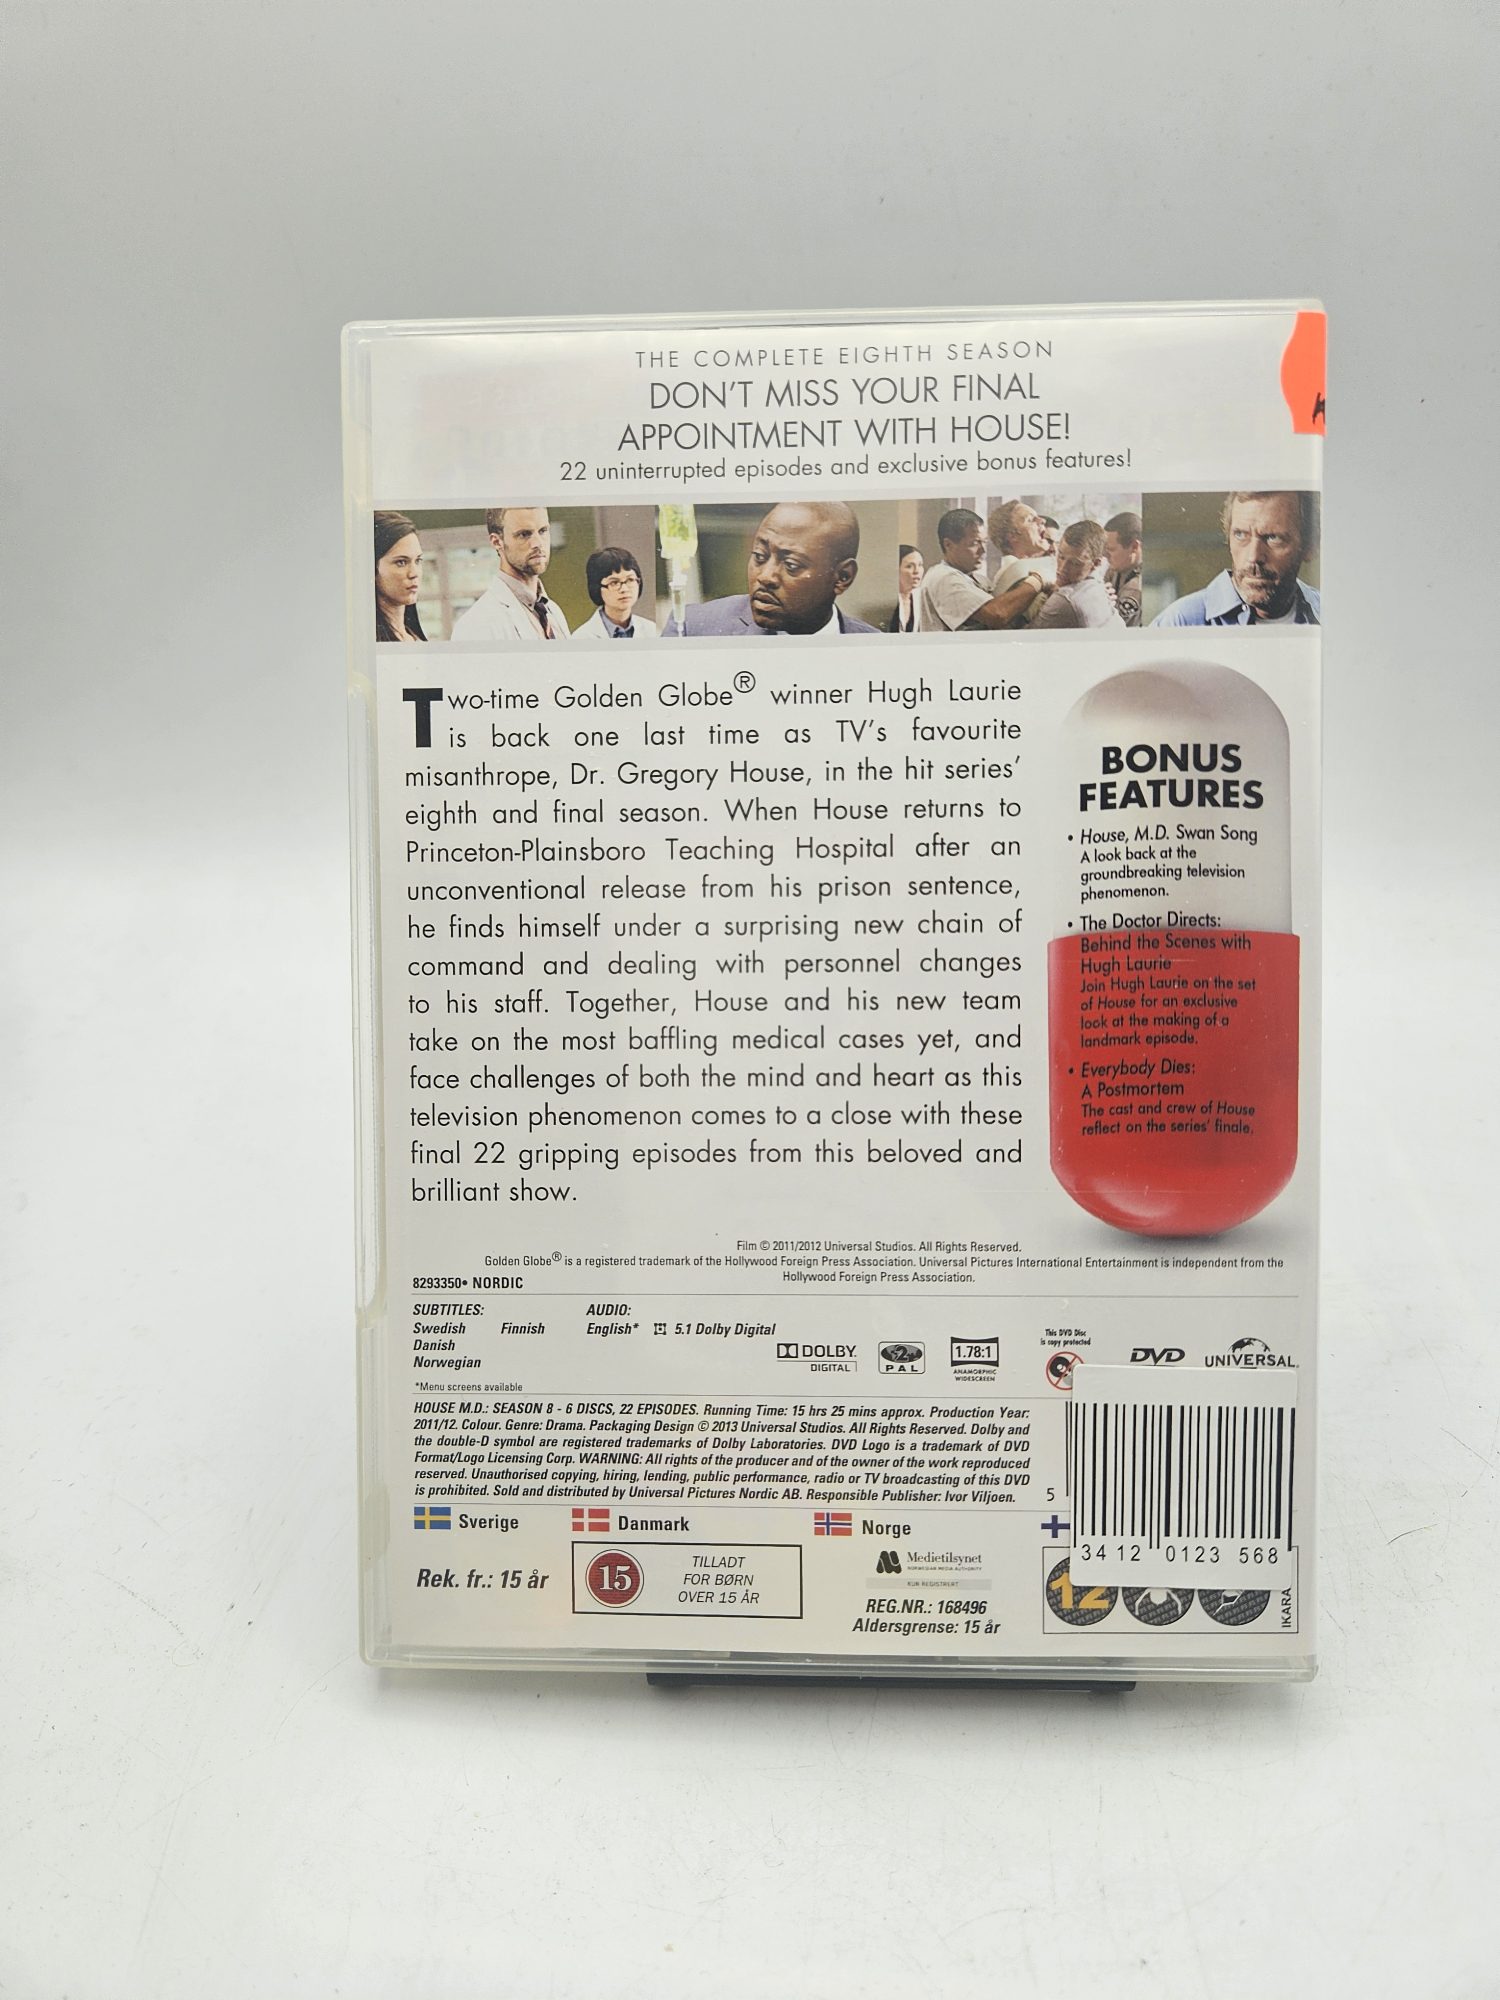 THE COMPLETE EIGHTH SEASON
DON'T MISS YOUR FINAL
APPOINTMENT WITH HOUSE!
22 uninterrupted episodes and exclusive bonus features!
Two-time Golden Globe® winner Hugh Laurie
is back one last time as TV's favourite
misanthrope, Dr. Gregory House, in the hit series'
eighth and final season. When House returns to
Princeton-Plainsboro Teaching Hospital after an
unconventional release from his prison sentence,
he finds himself under a surprising new chain of
command and dealing with personnel changes
to his staff. Together, House and his new team
take on the most baffling medical cases yet, and
face challenges of both the mind and heart as this
television phenomenon comes to a close with these
final 22 gripping episodes from this beloved and
brilliant show.
BONUS
FEATURES
• House, M.D. Swan Song
A look back at the
groundbreaking television
phenomenon.
• The Doctor Directs:
Behind the Scenes with
Hugh Laurie
Join Hugh Laurie on the set
of House for an exclusive
look at the making of a
landmark episode.
• Everybody Dies:
A Postmortem
The cast and crew of House
reflect on the series' finale.
Film © 2011/2012 Universal Studios. All Rights Reserved.
Golden Globe® is a registered trademark of the Hollywood Foreign Press Association. Universal Pictures International Entertainment is independent from the
Hollywood Foreign Press Association.
8293350• NORDIC
SUBTITLES:
Swedish Finnish
Danish
Norwegian
*Menu screens available
AUDIO:
English* 5.1 Dolby Digital
DOLBY
DIGITAL
2
PAL
1.78:1
ANAMORPHIC
WIDESCREEN
This DVD Disc
is copy protected
DVD
UNIVERSAL
HOUSE M.D.: SEASON 8 - 6 DISCS, 22 EPISODES. Running Time: 15 hrs 25 mins approx. Production Year:
2011/12. Colour. Genre: Drama. Packaging Design © 2013 Universal Studios. All Rights Reserved. Dolby and
the double-D symbol are registered trademarks of Dolby Laboratories. DVD Logo is a trademark of DVD
Format/Logo Licensing Corp. WARNING: All rights of the producer and of the owner of the work reproduced
reserved. Unauthorised copying, hiring, lending, public performance, radio or TV broadcasting of this DVD
is prohibited. Sold and distributed by Universal Pictures Nordic AB. Responsible Publisher: Ivor Viljoen.
5
3412 0123 568
Sverige
Rek. fr.: 15 år
Danmark
15
TILLADT
FOR BØRN
OVER 15 ÅR
Norge
Medietilsynet
NORWEGIAN MEDIA AUTHORITY
KUN REGISTRERT
REG.NR.: 168496
Aldersgrense: 15 år
12